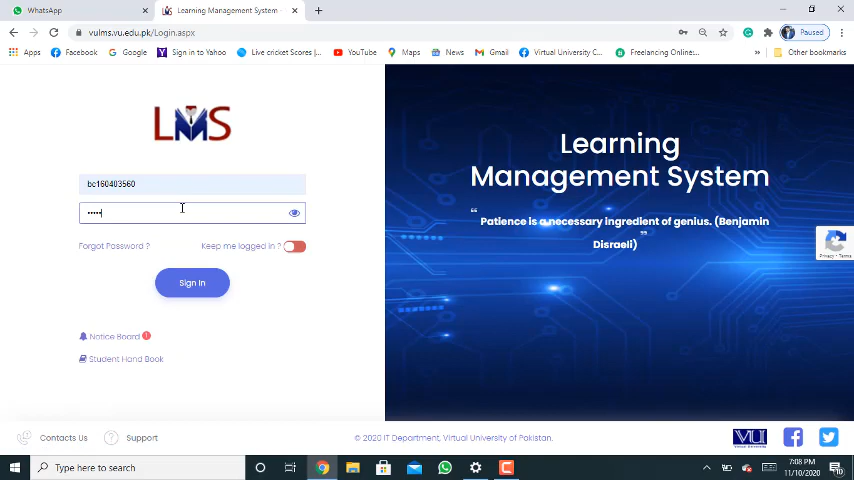 WhatsApp
Learning Management System -
vulms.vu.edu.pk/Login.aspx
Paused
Apps
Facebook
Google
Sign in to Yahoo
Live cricket Scores |...
YouTube
Maps
News
Gmail
Virtual University C...
Freelancing Online:...
»
Other bookmarks
LMS
bc160403560
•••••
Forgot Password ?
Keep me logged in ?
Sign In
Notice Board 1
Student Hand Book
Learning
Management System
“ Patience is a necessary ingredient of genius. (Benjamin
Disraeli) ”
Privacy - Terms
Contacts Us
? Support
© 2020 IT Department, Virtual University of Pakistan.
VU
Type here to search
7:08 PM
11/10/2020